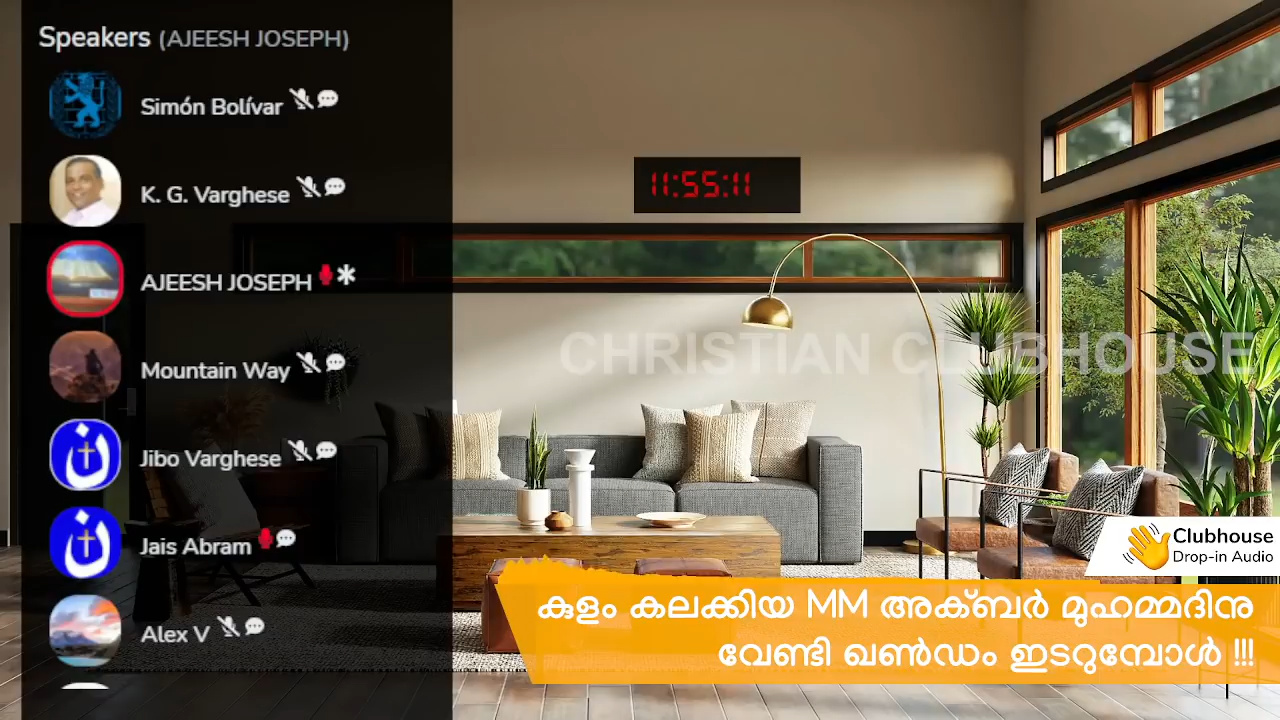 Speakers (AJEESH JOSEPH)
Simón Bolívar
K. G. Varghese
AJEESH JOSEPH
Mountain Way
Jibo Varghese
Jais Abram
Alex V
11:55:11
CHRISTIAN CLUBHOUSE
Clubhouse
Drop-in Audio
കുളം കലക്കിയ MM അക്ബർ മുഹമ്മദിനു
വേണ്ടി ഖൺഡം ഇടറുമ്പോൾ !!!